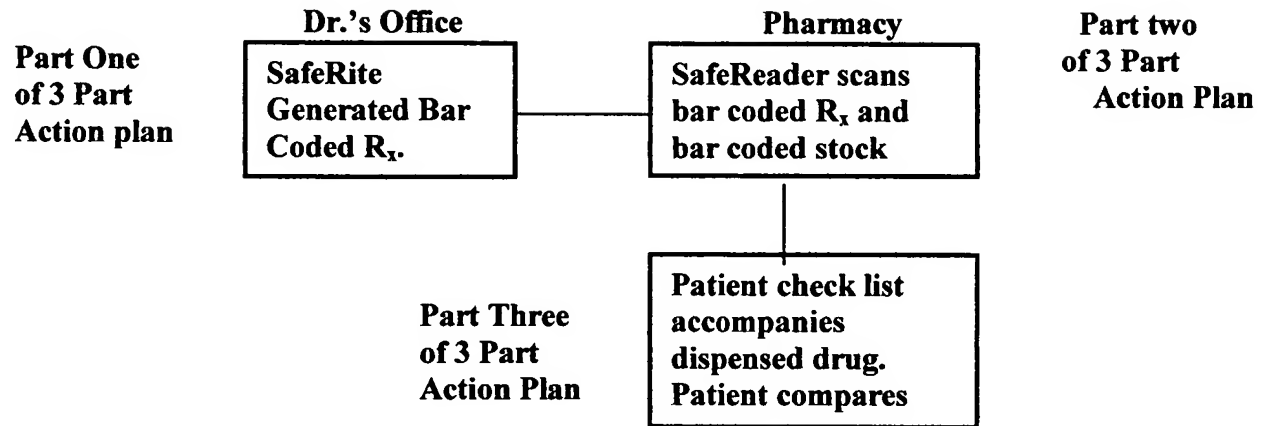 Part One
of 3 Part
Action plan
Dr.'s Office
SafeRite
Generated Bar
Coded Rₓ.
Pharmacy
SafeReader scans
bar coded Rₓ and
bar coded stock
Part two
of 3 Part
Action Plan
Part Three
of 3 Part
Action Plan
Patient check list
accompanies
dispensed drug.
Patient compares